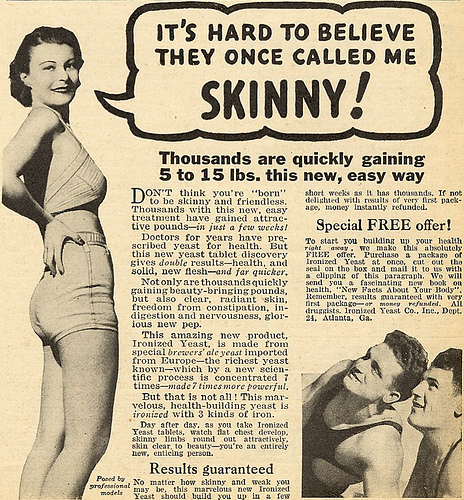 IT'S HARD TO BELIEVE
THEY ONCE CALLED ME
SKINNY!
Thousands are quickly gaining
5 to 15 lbs. this new, easy way
DON'T think you're "born"
to be skinny and friendless.
Thousands with this new, easy
treatment have gained attrac-
tive pounds—in just a few weeks!
Doctors for years have pre-
scribed yeast for health. But
this new yeast tablet discovery
gives double results—health, and
solid, new flesh—and far quicker.
Not only are thousands quickly
gaining beauty-bringing pounds,
but also clear, radiant skin,
freedom from constipation, in-
digestion and nervousness, glor-
ious new pep.
This amazing new product,
Ironized Yeast, is made from
special brewers' ale yeast imported
from Europe—the richest yeast
known—which by a new scien-
tific process is concentrated 7
times—made 7 times more powerful.
But that is not all! This mar-
velous, health-building yeast is
ironized with 3 kinds of iron.
Day after day, as you take Ironized
Yeast tablets, watch flat chest develop,
skinny limbs round out attractively,
skin clear to beauty—you're an entirely
new, enticing person.
Results guaranteed
No matter how skinny and weak you
may be, this marvelous new Ironized
Yeast should build you up in a few
short weeks as it has thousands. If not
delighted with results of very first pack-
age, money instantly refunded.
Special FREE offer!
To start you building up your health
right away, we make this absolutely
FREE offer. Purchase a package of
Ironized Yeast at once, cut out the
seal on the box and mail it to us with
a clipping of this paragraph. We will
send you a fascinating new book on
health, "New Facts About Your Body".
Remember, results guaranteed with very
first package—or money refunded. All
druggists. Ironized Yeast Co., Inc., Dept.
24, Atlanta, Ga.
Posed by
professional
models